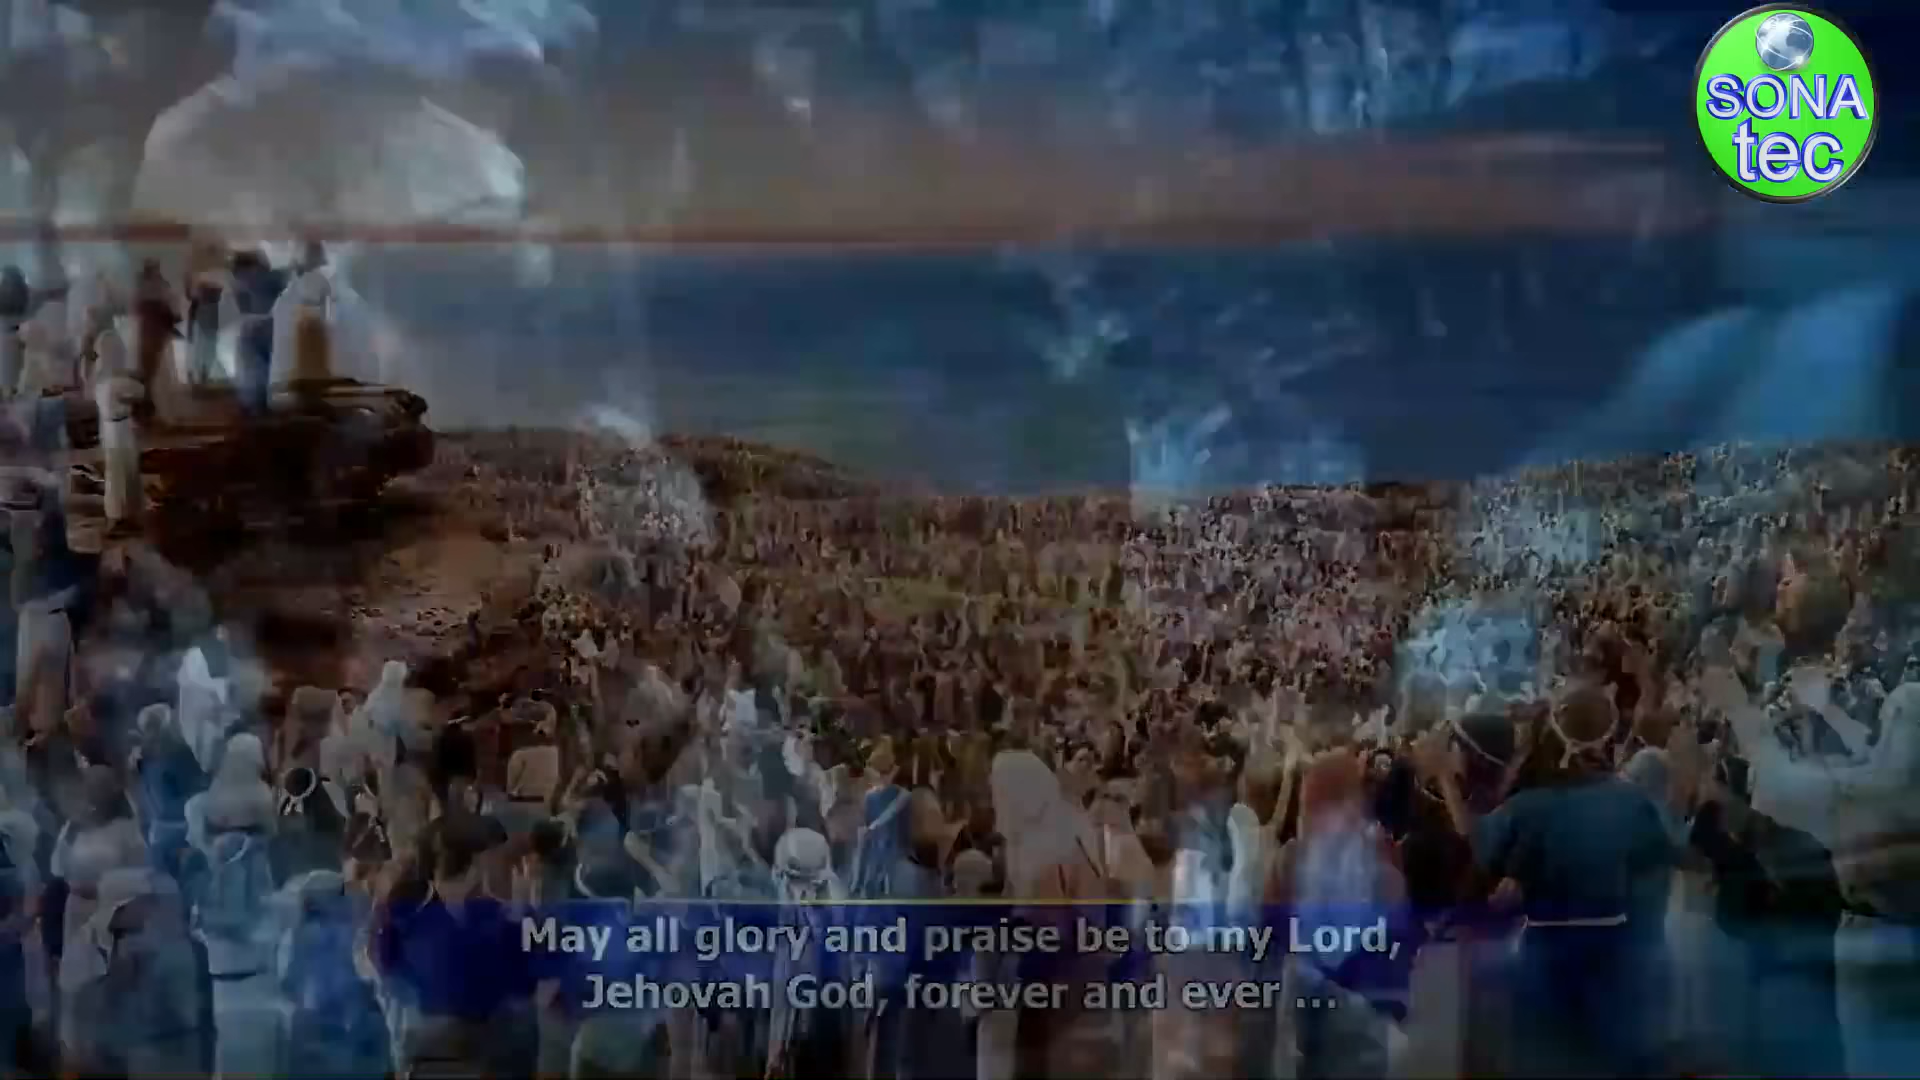 SONA
tec
May all glory and praise be to my Lord,
Jehovah God, forever and ever ...